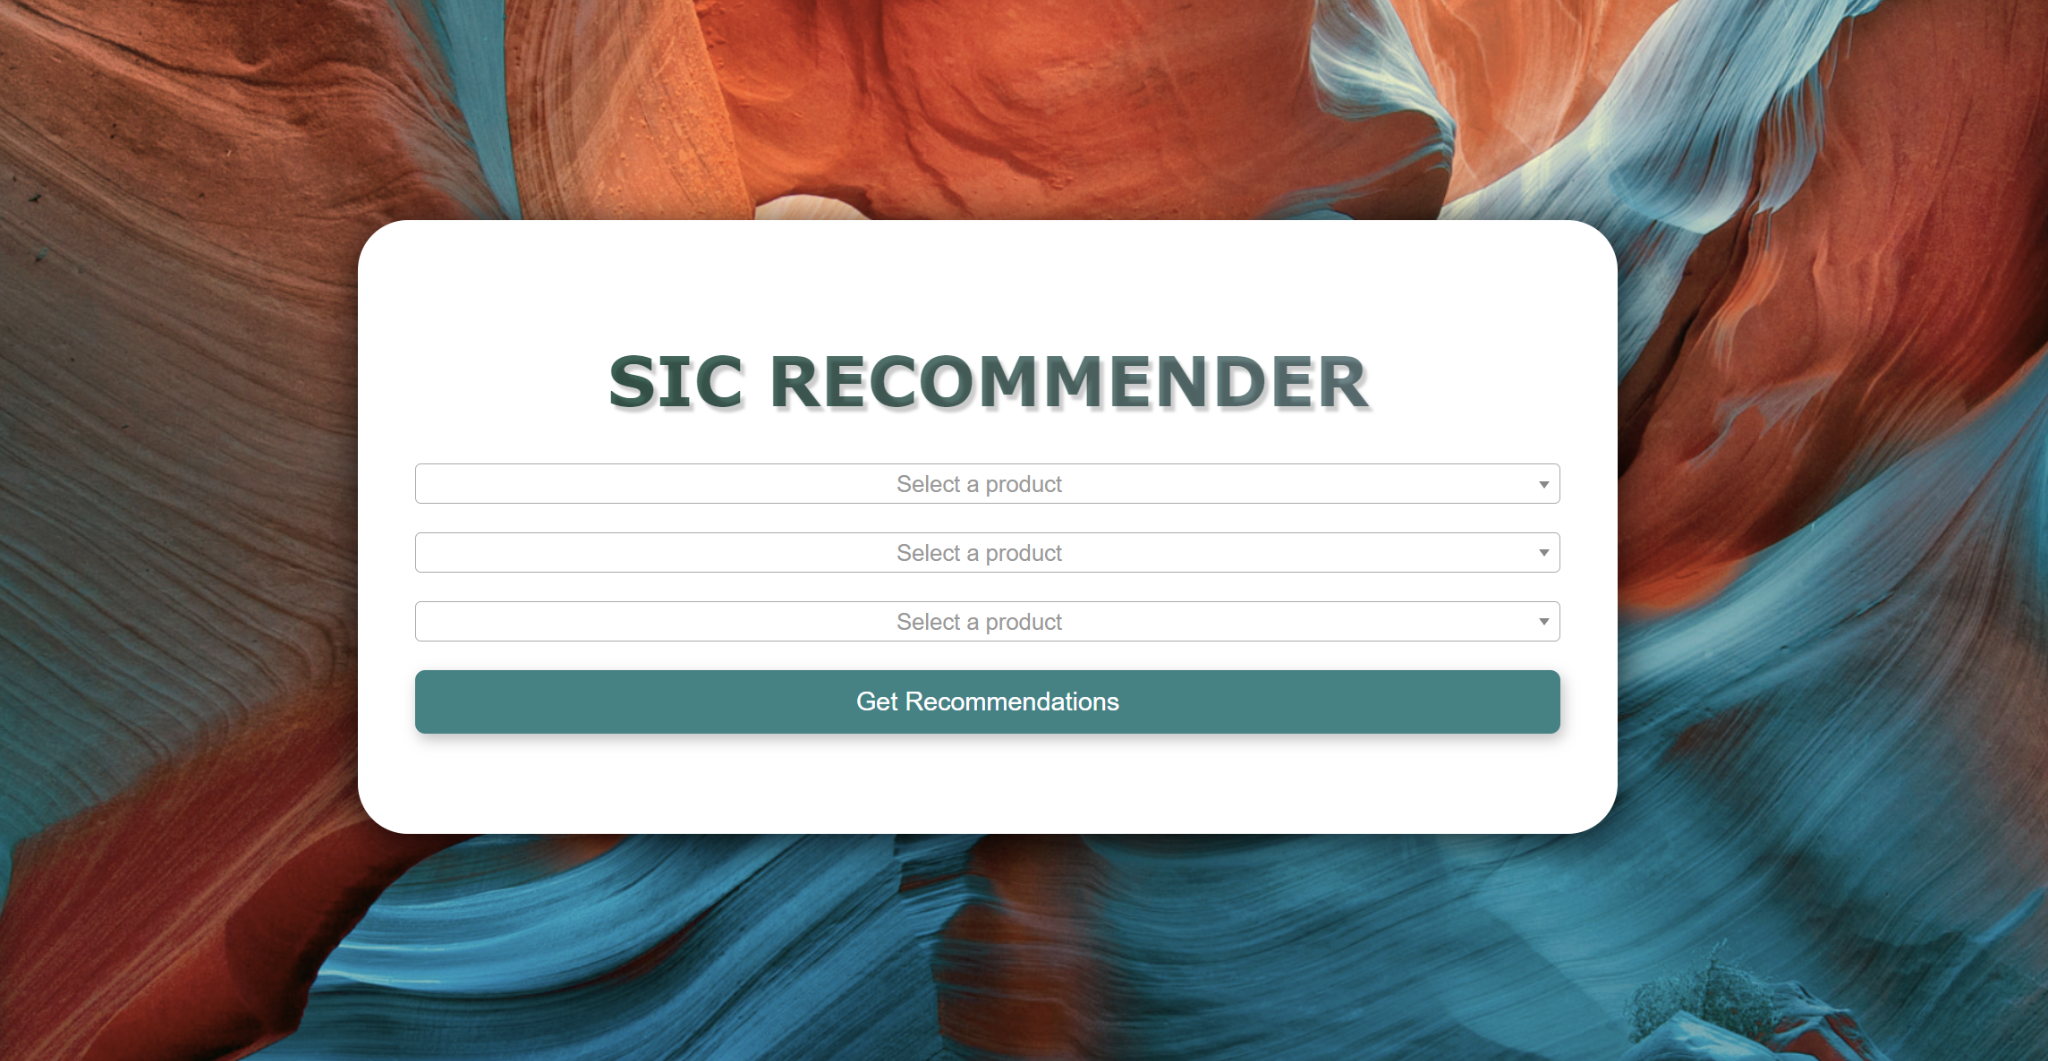 SIC RECOMMENDER
Select a product
Select a product
Select a product
Get Recommendations